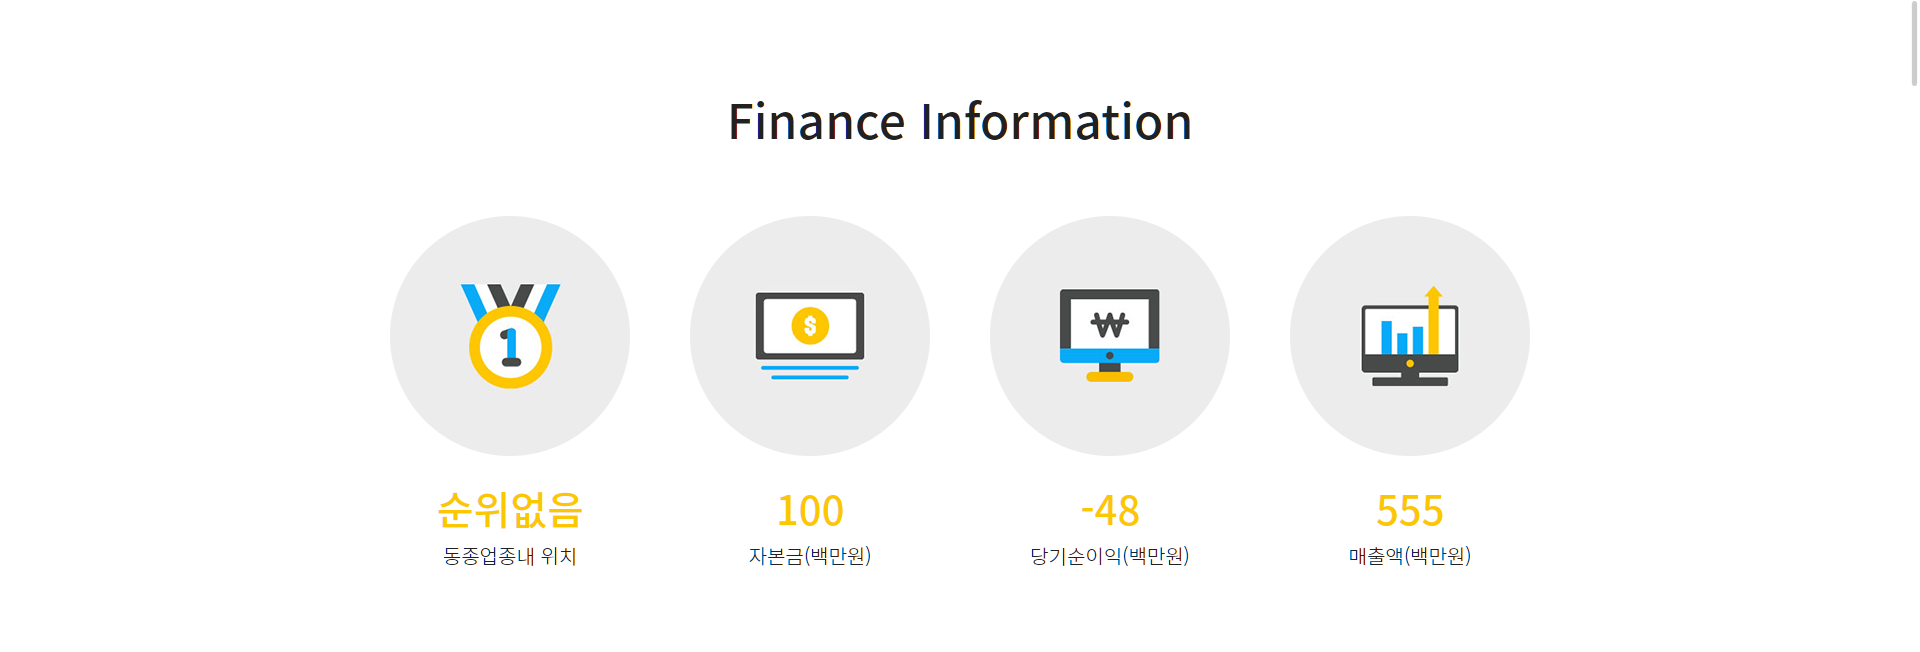 Finance Information
1
$
₩
순위없음
동종업종내 위치
100
자본금(백만원)
-48
당기순이익(백만원)
555
매출액(백만원)